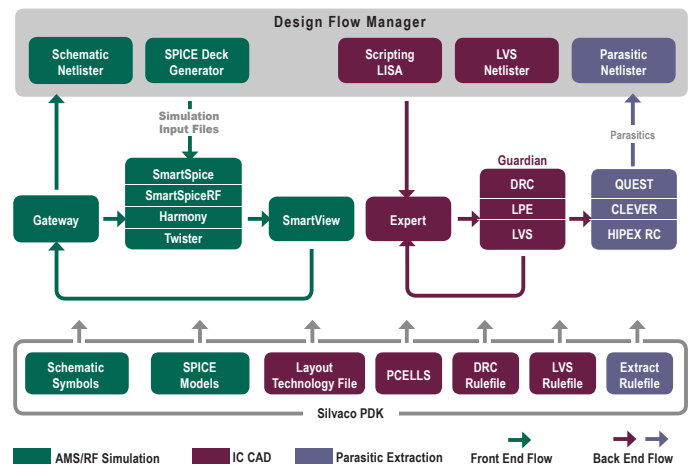 Design Flow Manager
Schematic
Netlister
SPICE Deck
Generator
Scripting
LISA
LVS
Netlister
Parasitic
Netlister
Simulation
Input Files
Parasitics
Gateway
SmartSpice
SmartSpiceRF
Harmony
Twister
SmartView
Expert
Guardian
DRC
LPE
LVS
QUEST
CLEVER
HIPEX RC
Schematic
Symbols
SPICE
Models
Layout
Technology File
PCELLS
DRC
Rulefile
LVS
Rulefile
Extract
Rulefile
Silvaco PDK
AMS/RF Simulation
IC CAD
Parasitic Extraction
Front End Flow
Back End Flow